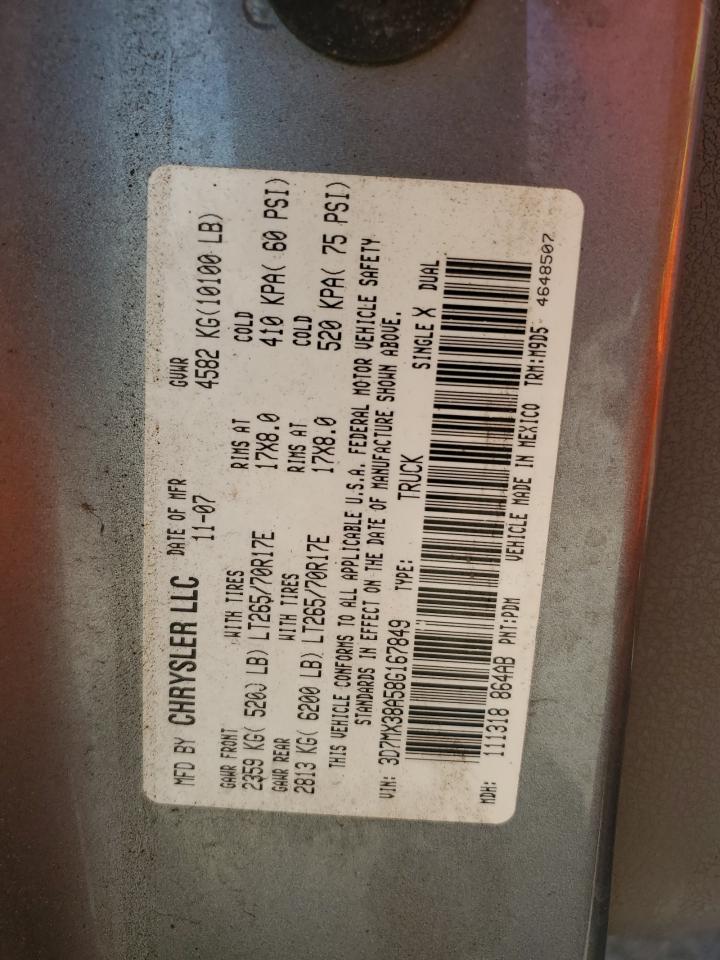 MFD BY CHRYSLER LLC DATE OF MFR GVWR
11-07 4582 KG(10100 LB)
GAWR FRONT WITH TIRES RIMS AT COLD
2359 KG( 5200 LB) LT265/70R17E 17X8.0 410 KPA( 60 PSI)
GAWR REAR WITH TIRES RIMS AT COLD
2813 KG( 6200 LB) LT265/70R17E 17X8.0 520 KPA( 75 PSI)
THIS VEHICLE CONFORMS TO ALL APPLICABLE U.S.A. FEDERAL MOTOR VEHICLE SAFETY
STANDARDS IN EFFECT ON THE DATE OF MANUFACTURE SHOWN ABOVE.
VIN: 3D7MX38A58G167849 TYPE: TRUCK SINGLE X DUAL
MDH: 111318 864AB PNT:PDM VEHICLE MADE IN MEXICO TRM:M9D5 4648507